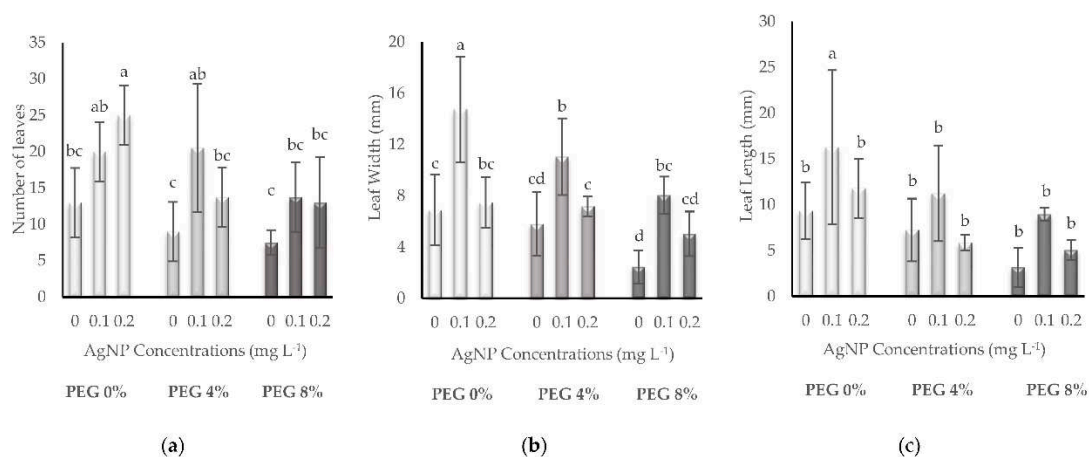 Number of leaves
35
30
25
20
15
10
5
0
bc
ab
a
c
ab
bc
c
bc
bc
0 0.1 0.2 0 0.1 0.2 0 0.1 0.2
AgNP Concentrations (mg L-1)
PEG 0% PEG 4% PEG 8%
(a)
Leaf Width (mm)
20
16
12
8
4
0
c
a
bc
cd
b
c
d
bc
cd
0 0.1 0.2 0 0.1 0.2 0 0.1 0.2
AgNP Concentrations (mg L-1)
PEG 0% PEG 4% PEG 8%
(b)
Leaf Length (mm)
30
25
20
15
10
5
0
b
a
b
b
b
b
b
b
b
0 0.1 0.2 0 0.1 0.2 0 0.1 0.2
AgNP Concentrations (mg L-1)
PEG 0% PEG 4% PEG 8%
(c)